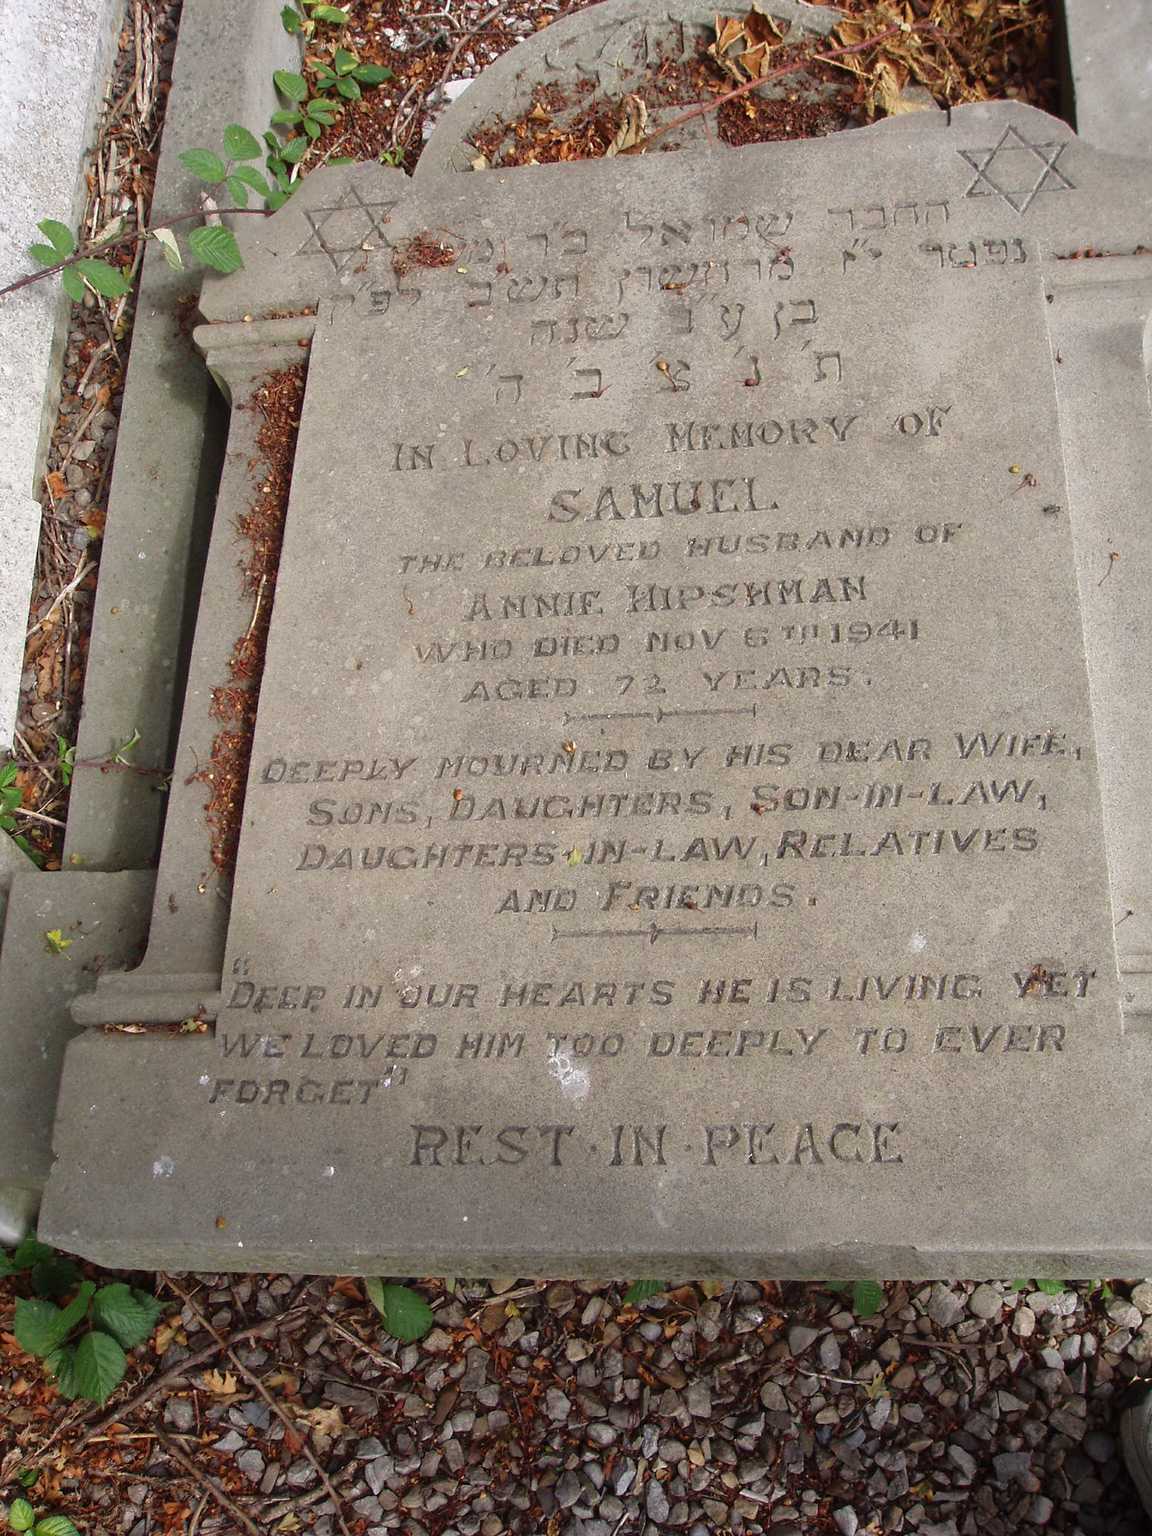 החבר שמואל ב״ר
נפטר י״א מרחשון תש״ב לפ״ק
בן ע״ב שנה
ת׳ נ׳ צ׳ ב׳ ה׳
IN LOVING MEMORY OF
SAMUEL
THE BELOVED HUSBAND OF
ANNIE HIPSHMAN
WHO DIED NOV 6TH 1941
AGED 72 YEARS.
DEEPLY MOURNED BY HIS DEAR WIFE,
SONS, DAUGHTERS, SON-IN-LAW,
DAUGHTERS-IN-LAW, RELATIVES
AND FRIENDS.
"DEEP IN OUR HEARTS HE IS LIVING YET
WE LOVED HIM TOO DEEPLY TO EVER
FORGET"
REST · IN · PEACE